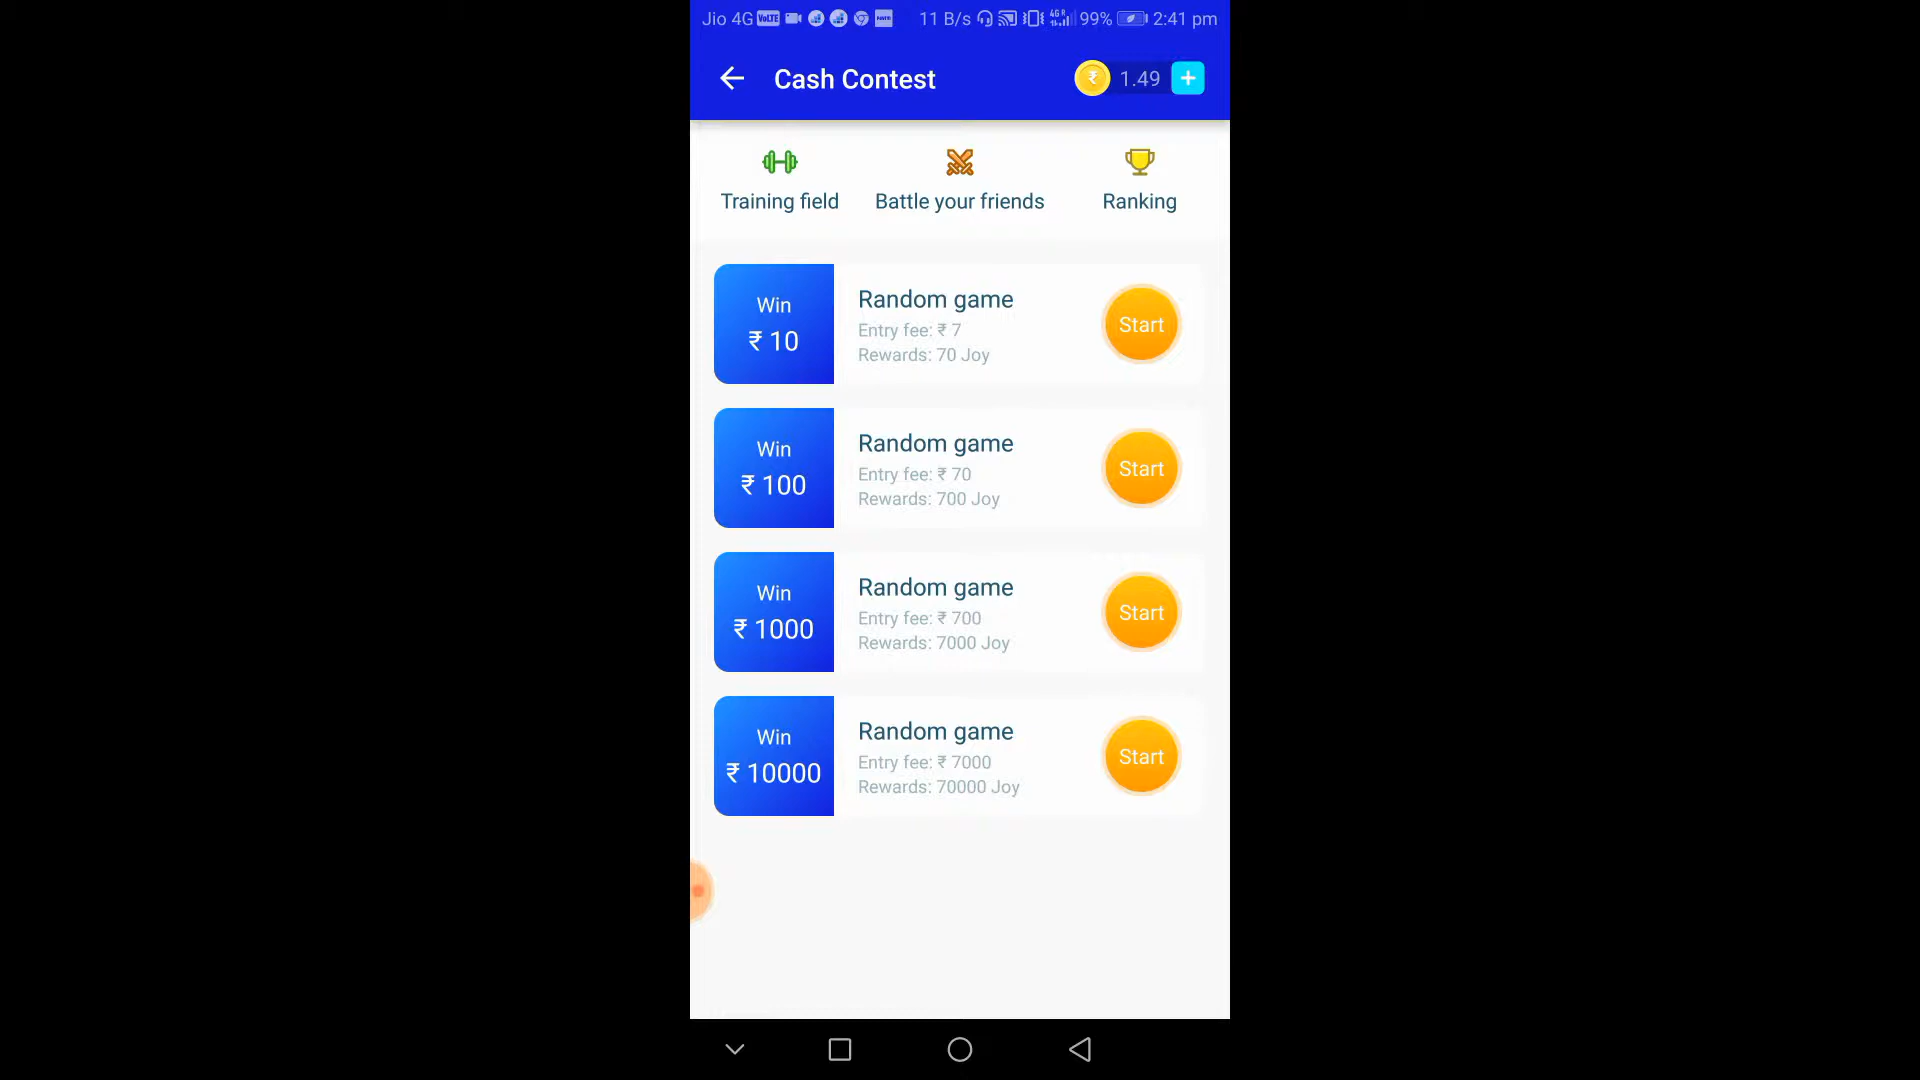 Jio 4G VoLTE 11 B/s 4G R 99% 2:41 pm
Cash Contest ₹ 1.49 +
Training field Battle your friends Ranking
Win
₹ 10
Random game
Entry fee: ₹ 7
Rewards: 70 Joy
Start
Win
₹ 100
Random game
Entry fee: ₹ 70
Rewards: 700 Joy
Start
Win
₹ 1000
Random game
Entry fee: ₹ 700
Rewards: 7000 Joy
Start
Win
₹ 10000
Random game
Entry fee: ₹ 7000
Rewards: 70000 Joy
Start